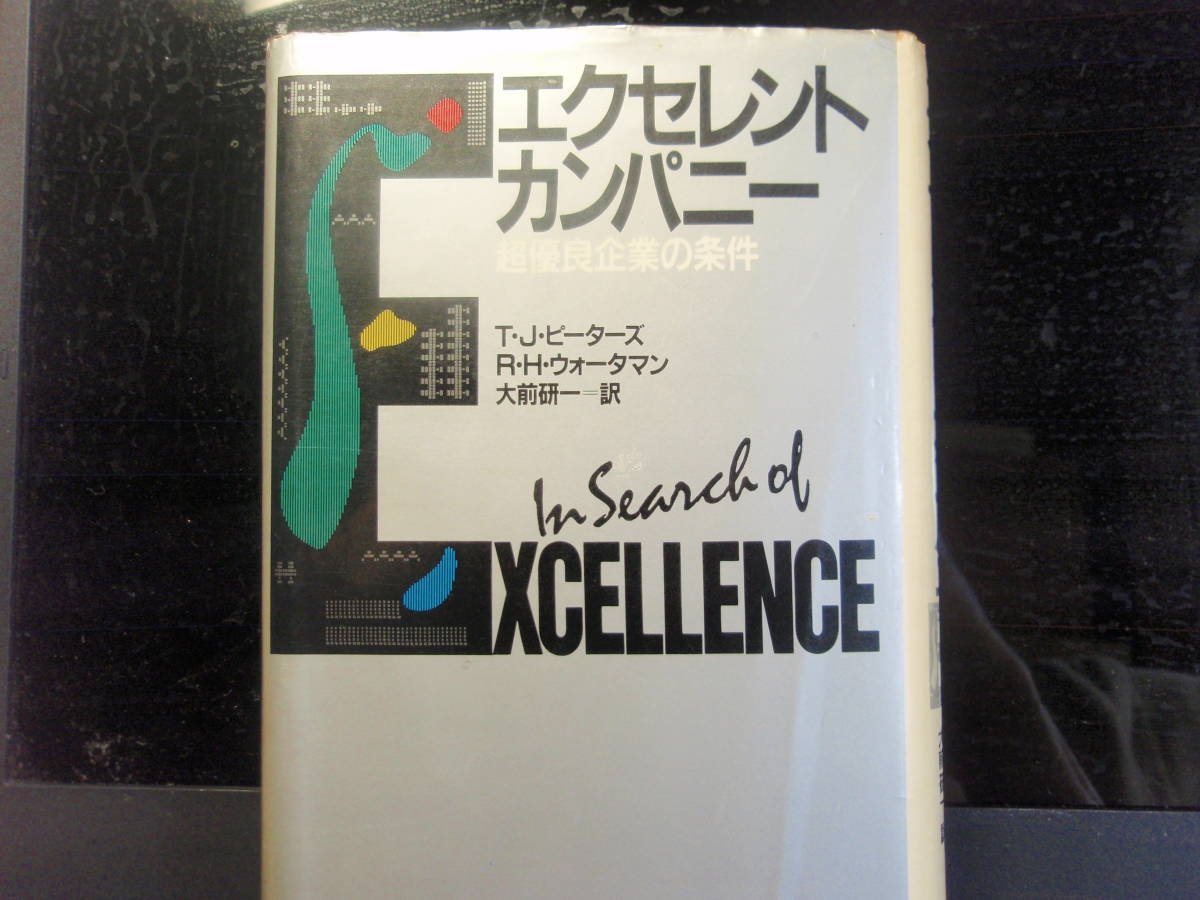 エクセレント
カンパニー
超優良企業の条件
T・J・ピーターズ
R・H・ウォータマン
大前研一=訳
In Search of
EXCELLENCE